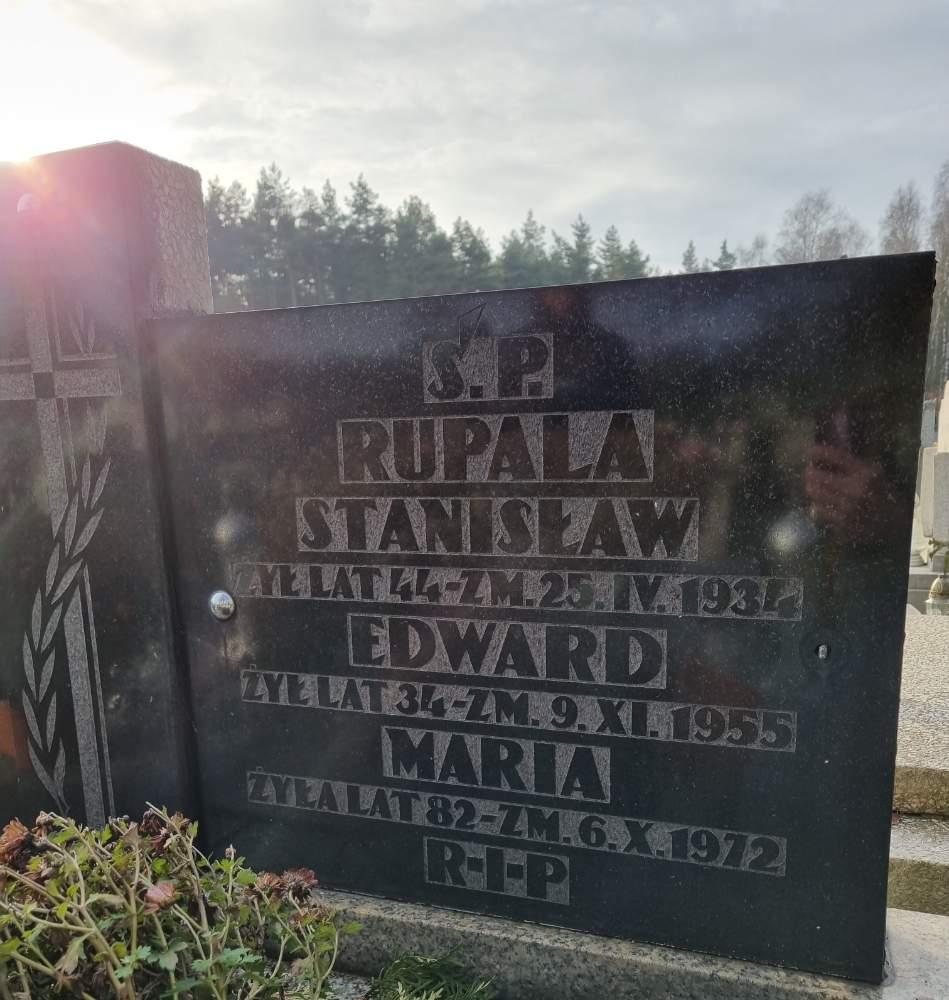 Ś. P.
RUPALA
STANISŁAW
ŻYŁ LAT 44-ZM. 25. IV. 1934
EDWARD
ŻYŁ LAT 34-ZM. 9. XI. 1955
MARIA
ŻYŁA LAT 82-ZM. 6. X. 1972
R-I-P